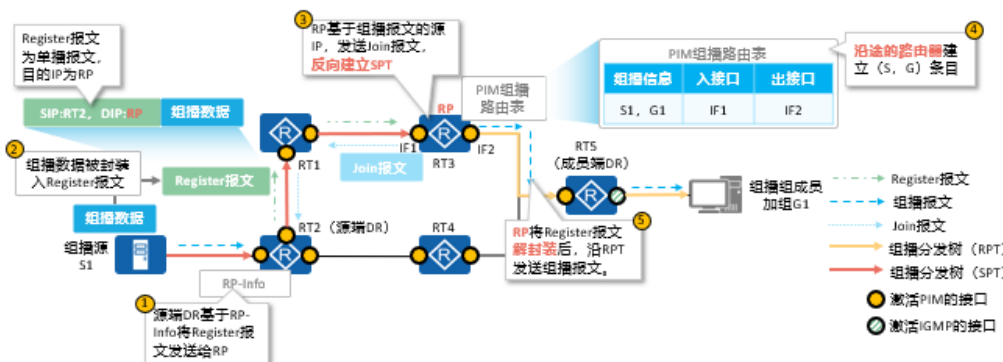 Register报文
为单播报文，
目的IP为RP
SIP:RT2，DIP:RP
组播数据
2
组播数据被封装
入Register报文
Register报文
组播数据
组播源
S1
RT1
RT2（源端DR）
RP-Info
1
源端DR基于RP-
Info将Register报
文发送给RP
3
RP基于组播报文的源
IP，发送Join报文，
反向建立SPT
RP
IF1
RT3
IF2
Join报文
PIM组播
路由表
RT4
PIM组播路由表
组播信息 入接口 出接口
S1，G1 IF1 IF2
4
沿途的路由器建
立（S，G）条目
RT5
（成员端DR）
组播组成员
加组G1
5
RP将Register报文
解封装后，沿RPT
发送组播报文。
Register报文
组播报文
Join报文
组播分发树（RPT）
组播分发树（SPT）
激活PIM的接口
激活IGMP的接口